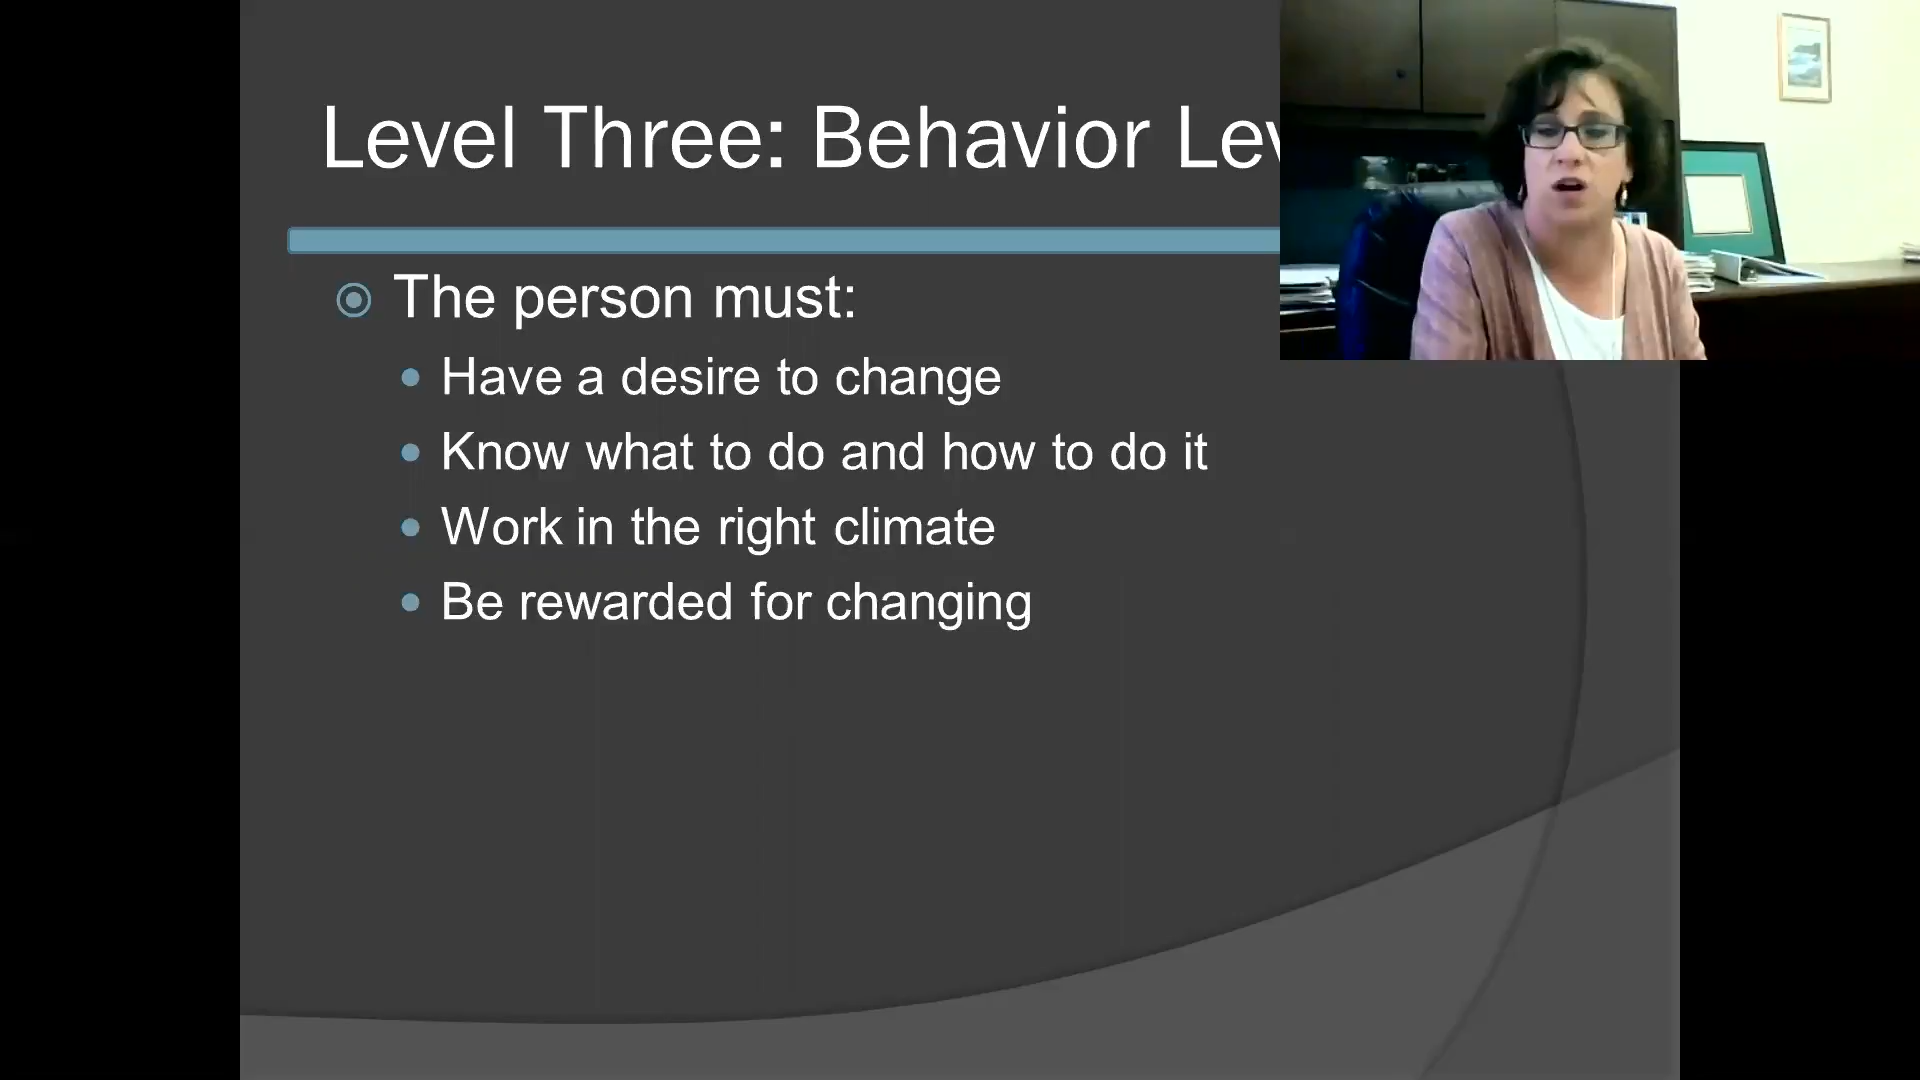 Level Three: Behavior Lev
The person must:
Have a desire to change
Know what to do and how to do it
Work in the right climate
Be rewarded for changing